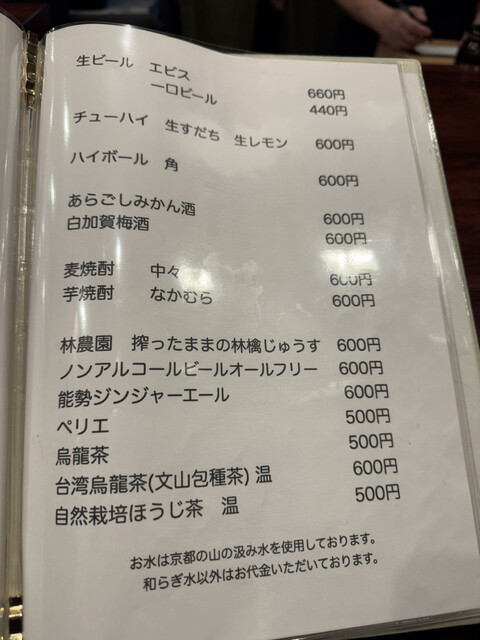 生ビール エビス 660円
一口ビール 440円
チューハイ 生すだち 生レモン 600円
ハイボール 角 600円
あらごしみかん酒 600円
白加賀梅酒 600円
麦焼酎 中々 600円
芋焼酎 なかむら 600円
林農園 搾ったままの林檎じゅうす 600円
ノンアルコールビールオールフリー 600円
能勢ジンジャーエール 600円
ペリエ 500円
烏龍茶 500円
台湾烏龍茶(文山包種茶) 温 600円
自然栽培ほうじ茶 温 500円
お水は京都の山の汲み水を使用しております。
和らぎ水以外はお代金いただいております。